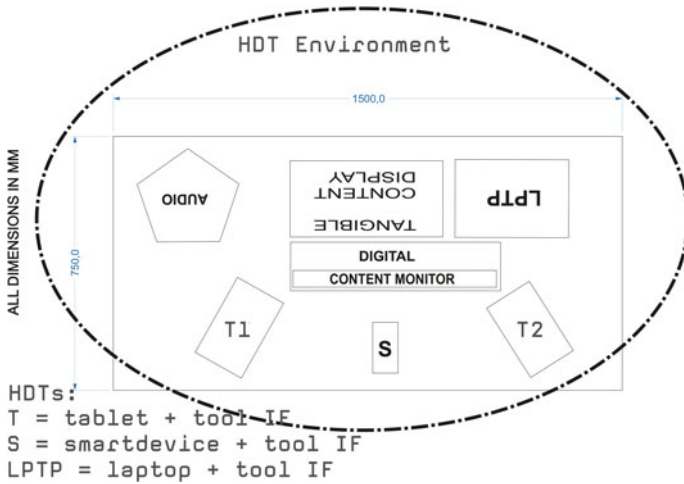 HDT Environment
1500,0
ALL DIMENSIONS IN MM
750,0
AUDIO
TANGIBLE
CONTENT
DISPLAY
LPTP
DIGITAL
CONTENT MONITOR
T1
S
T2
HDTs:
T = tablet + tool IF
S = smartdevice + tool IF
LPTP = laptop + tool IF